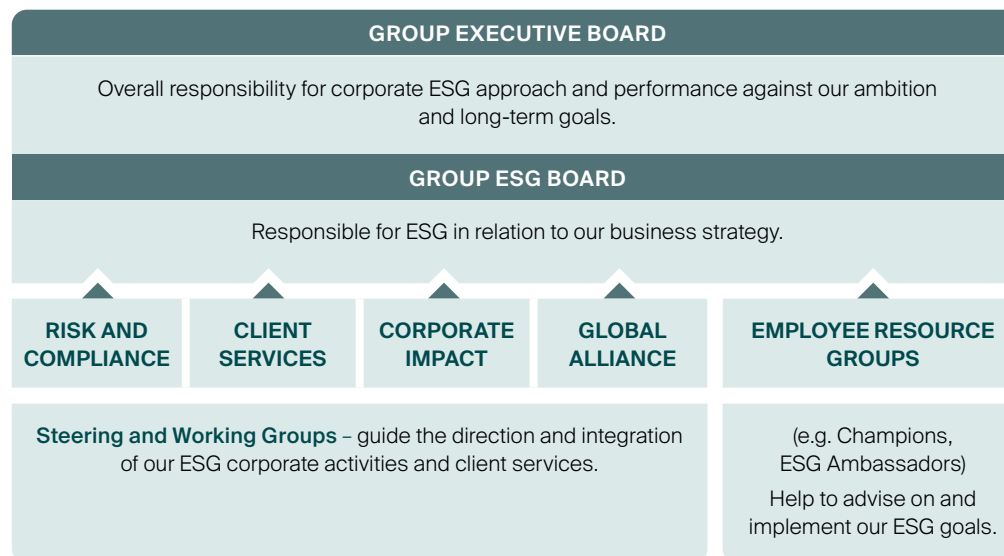 GROUP EXECUTIVE BOARD
Overall responsibility for corporate ESG approach and performance against our ambition
and long-term goals.
GROUP ESG BOARD
Responsible for ESG in relation to our business strategy.
RISK AND
COMPLIANCE
CLIENT
SERVICES
CORPORATE
IMPACT
GLOBAL
ALLIANCE
EMPLOYEE RESOURCE
GROUPS
Steering and Working Groups – guide the direction and integration
of our ESG corporate activities and client services.
(e.g. Champions,
ESG Ambassadors)
Help to advise on and
implement our ESG goals.